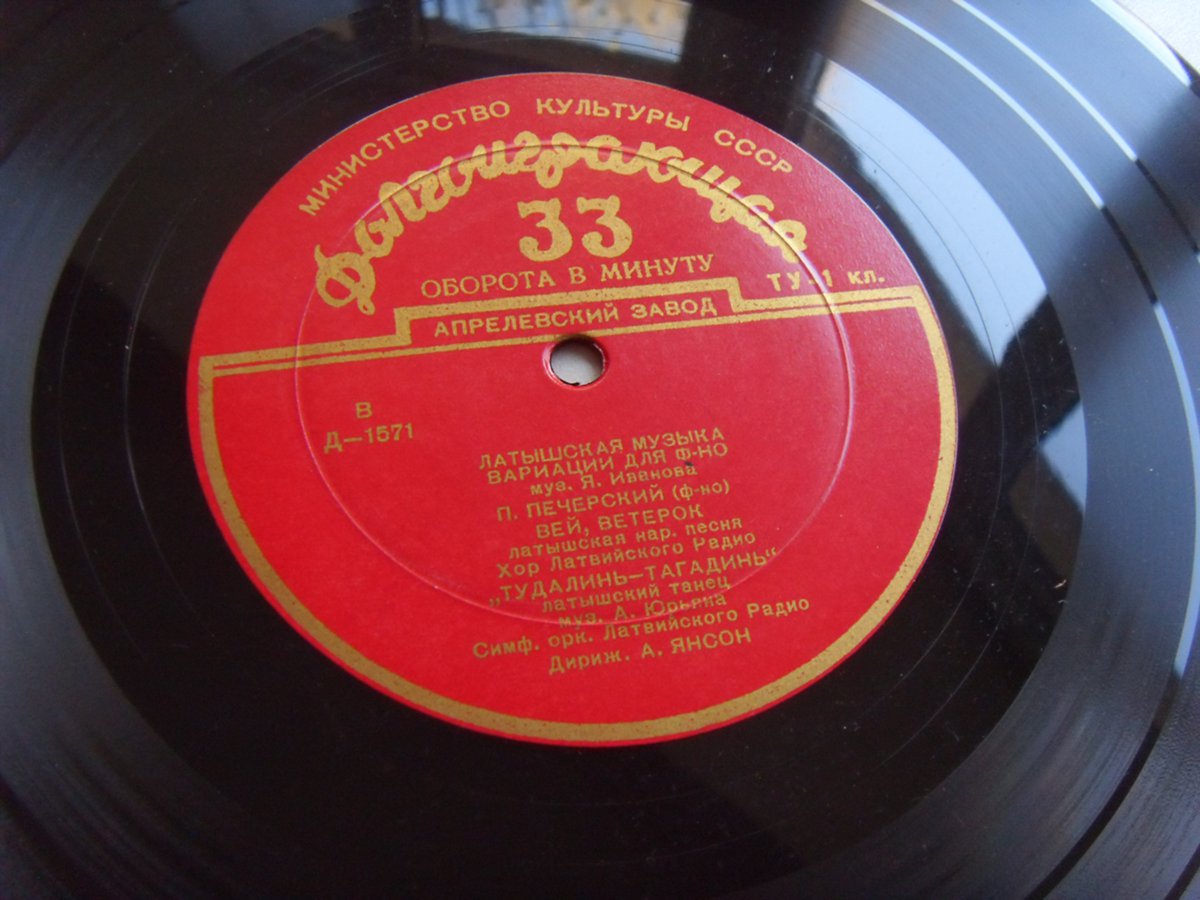 МИНИСТЕРСТВО КУЛЬТУРЫ СССР
Долгоиграющая
33
ОБОРОТА В МИНУТУ
ТУ-1 кл.
АПРЕЛЕВСКИЙ ЗАВОД
В
Д—1571
ЛАТЫШСКАЯ МУЗЫКА
ВАРИАЦИИ ДЛЯ Ф-НО
муз. Я. Иванова
П. ПЕЧЕРСКИЙ (ф-но)
ВЕЙ, ВЕТЕРОК
латышская нар. песня
Хор Латвийского Радио
„ТУДАЛИНЬ—ТАГАДИНЬ“
латышский танец
муз. А. Юрьяна
Симф. орк. Латвийского Радио
Дириж. А. ЯНСОН